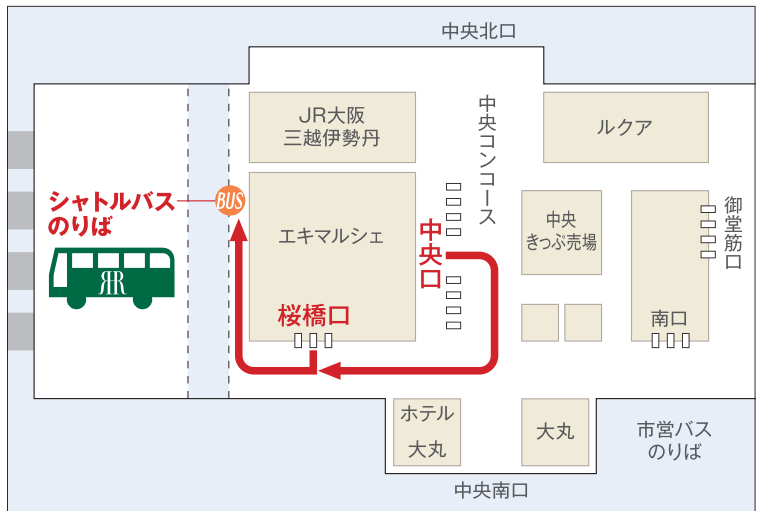 中央北口
JR大阪
三越伊勢丹
中央コンコース
ルクア
シャトルバス
のりば
BUS
エキマルシェ
中央口
中央
きっぷ売場
御堂筋口
桜橋口
南口
RR
ホテル
大丸
大丸
市営バス
のりば
中央南口